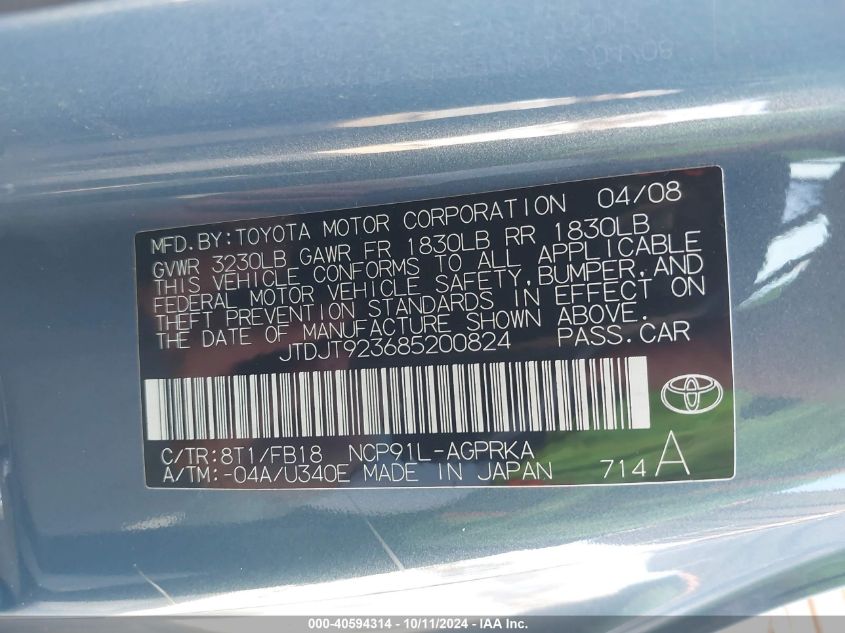 MFD. BY: TOYOTA MOTOR CORPORATION 04/08
GVWR 3230LB GAWR FR 1830LB RR 1830LB
THIS VEHICLE CONFORMS TO ALL APPLICABLE
FEDERAL MOTOR VEHICLE SAFETY, BUMPER, AND
THEFT PREVENTION STANDARDS IN EFFECT ON
THE DATE OF MANUFACTURE SHOWN ABOVE.
JTDJT923685200824 PASS. CAR
C/TR: 8T1/FB18 NCP91L-AGPRKA
A/TM: -04A/U340E MADE IN JAPAN 714 A
000-40594314 - 10/11/2024 - IAA Inc.